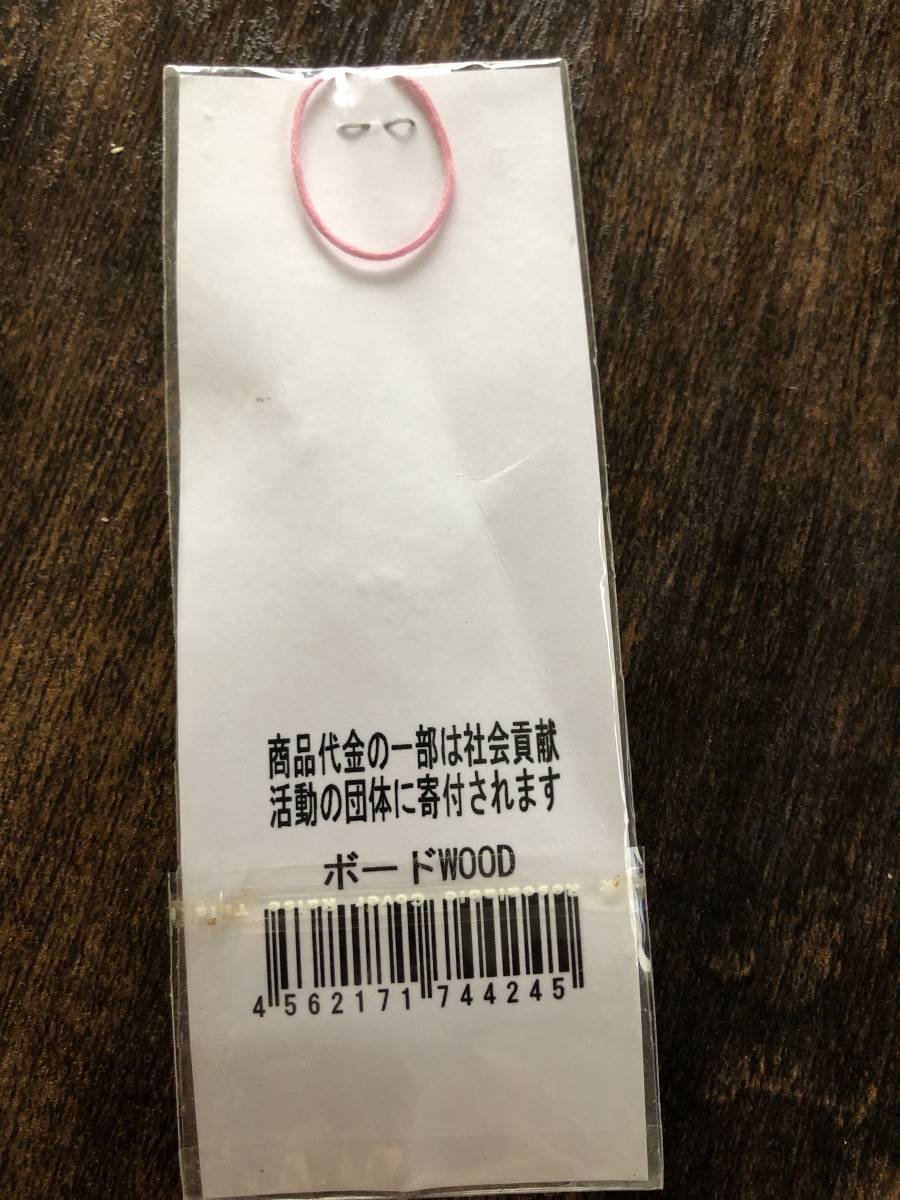 商品代金の一部は社会貢献
活動の団体に寄付されます
ボードWOOD
4 562171 744245